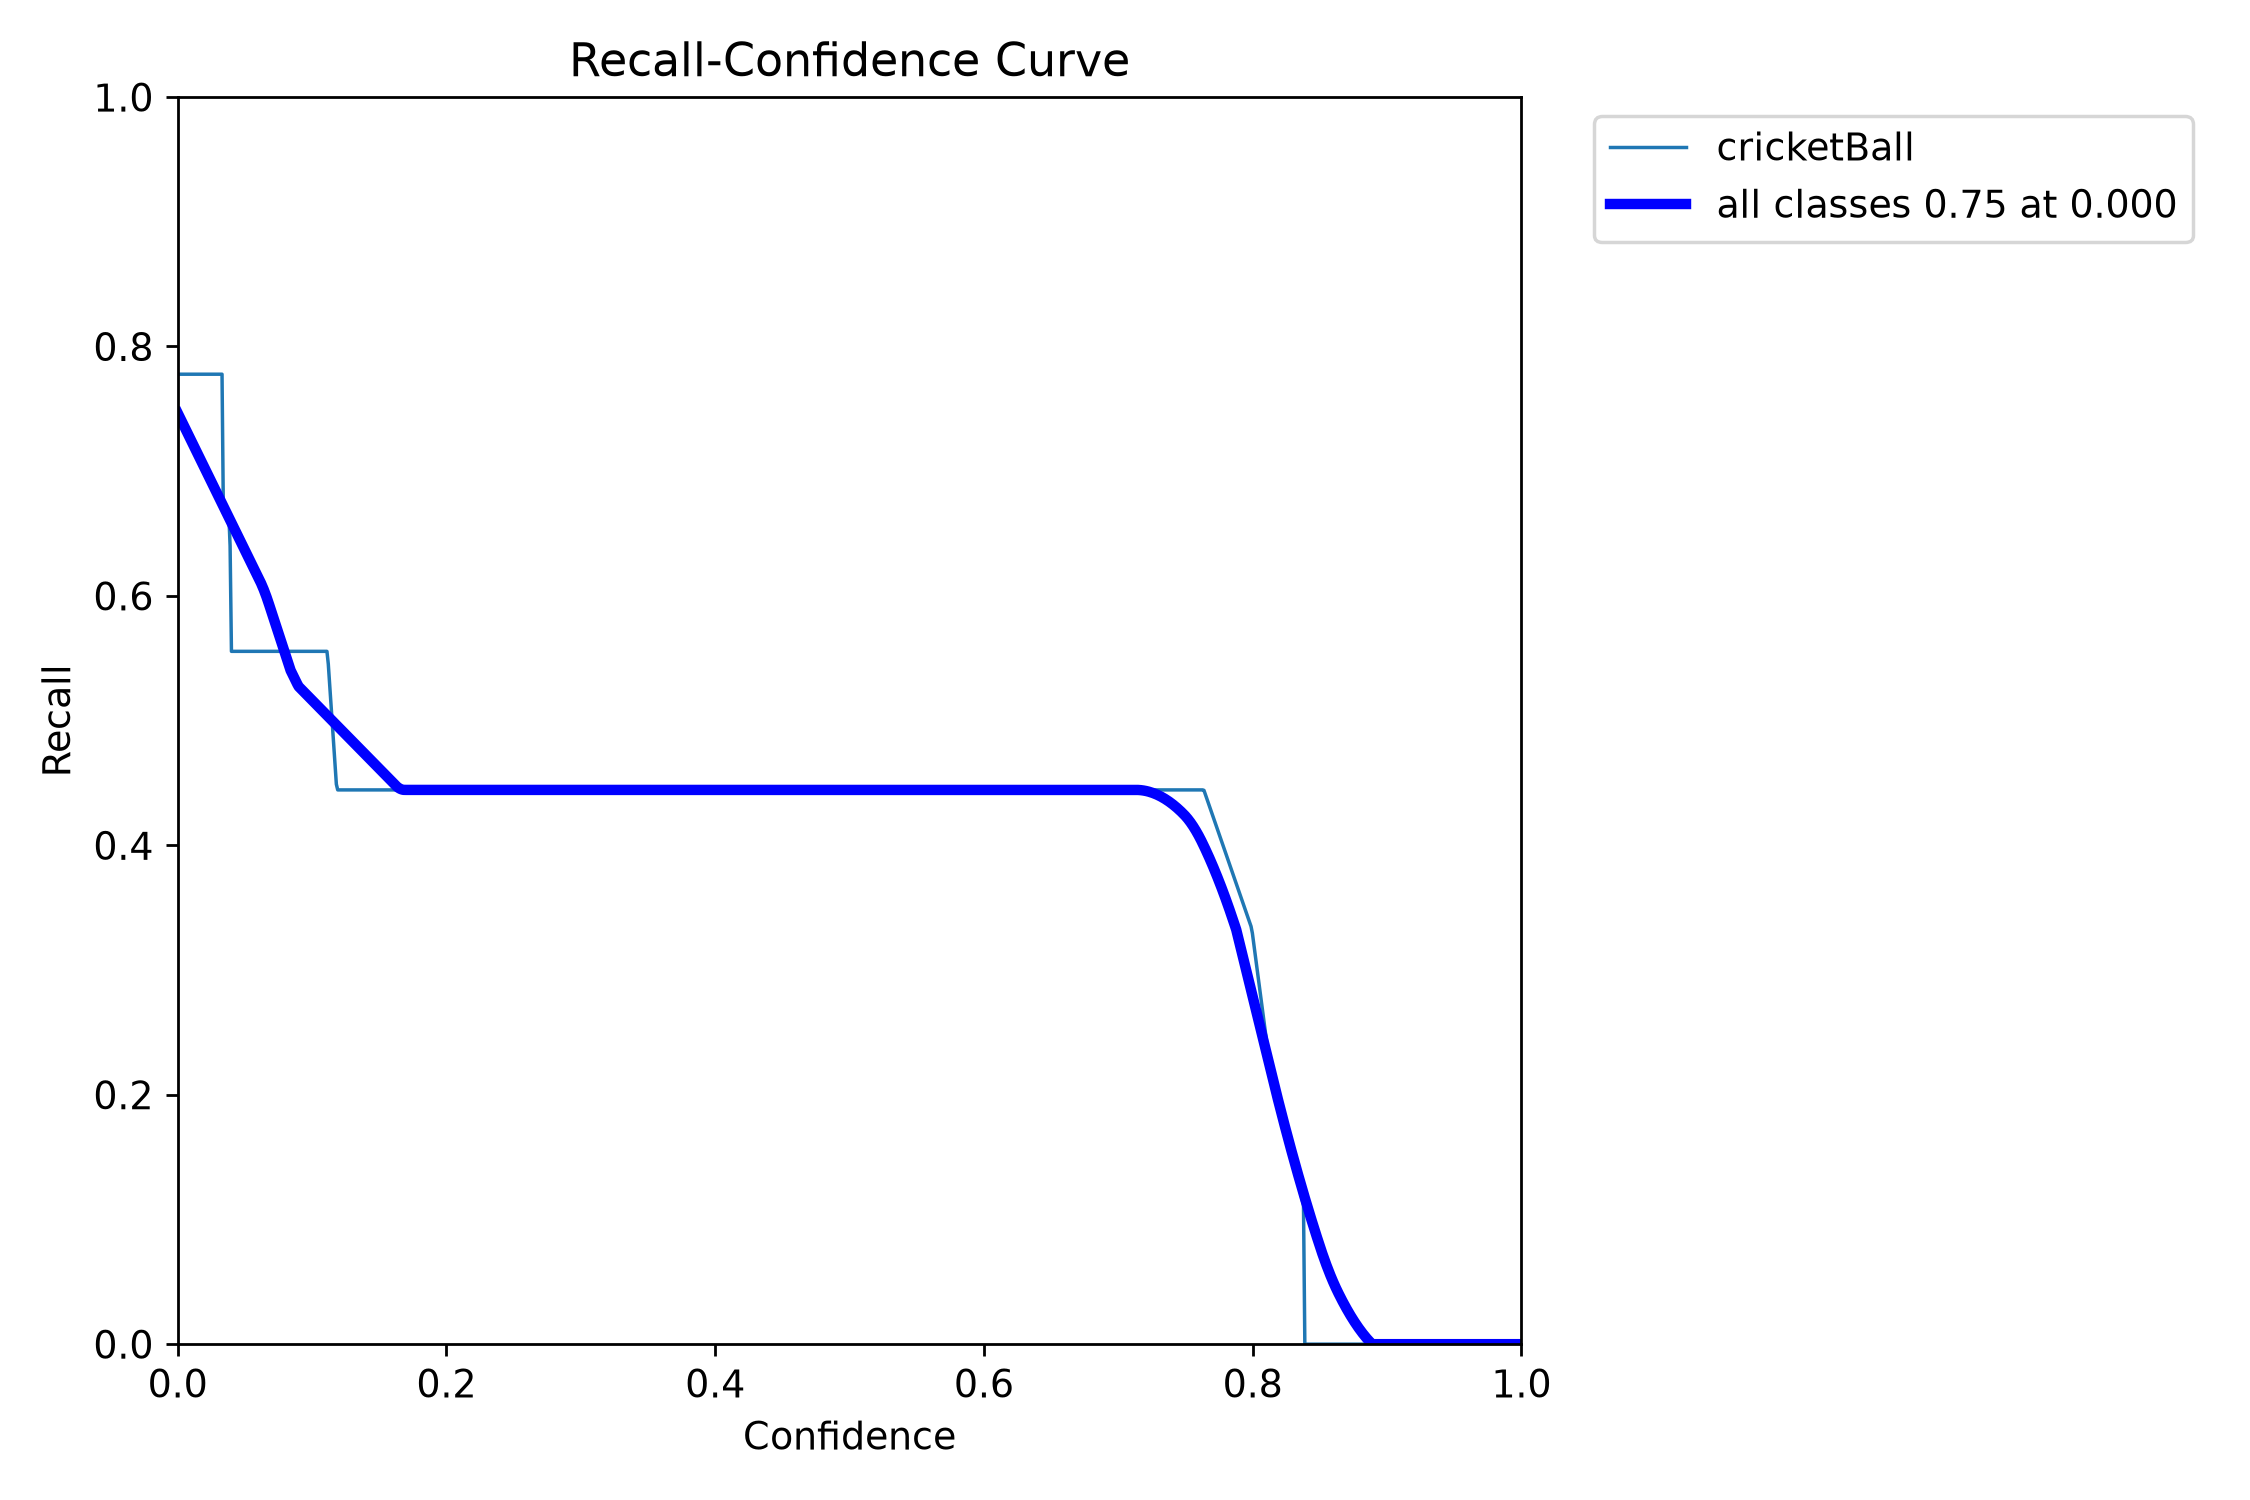 Recall-Confidence Curve
1.0
0.8
0.6
0.4
0.2
0.0
Recall
0.0 0.2 0.4 0.6 0.8 1.0
Confidence
cricketBall
all classes 0.75 at 0.000